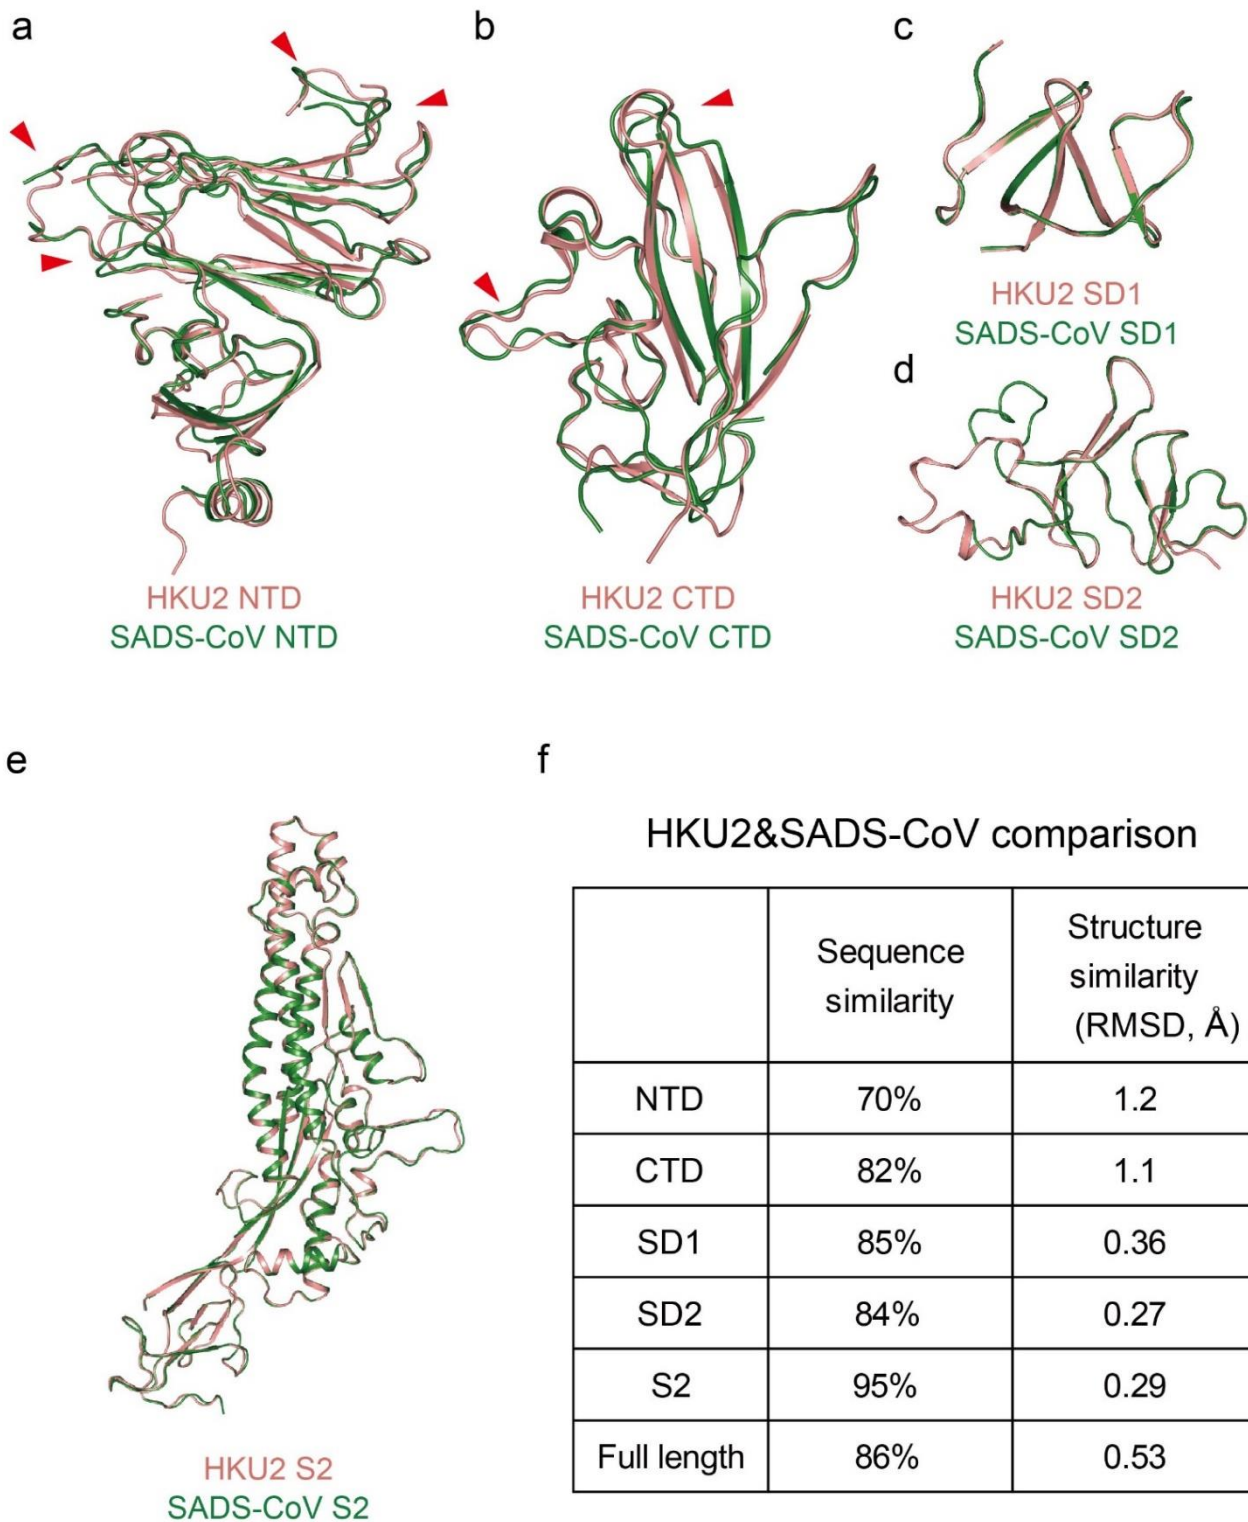 a
b
c
HKU2 SD1
SADS-CoV SD1
d
HKU2 NTD
SADS-CoV NTD
HKU2 CTD
SADS-CoV CTD
HKU2 SD2
SADS-CoV SD2
e
HKU2 S2
SADS-CoV S2
f
HKU2&SADS-CoV comparison
Sequence
similarity
Structure
similarity
(RMSD, Å)
NTD 70% 1.2
CTD 82% 1.1
SD1 85% 0.36
SD2 84% 0.27
S2 95% 0.29
Full length 86% 0.53